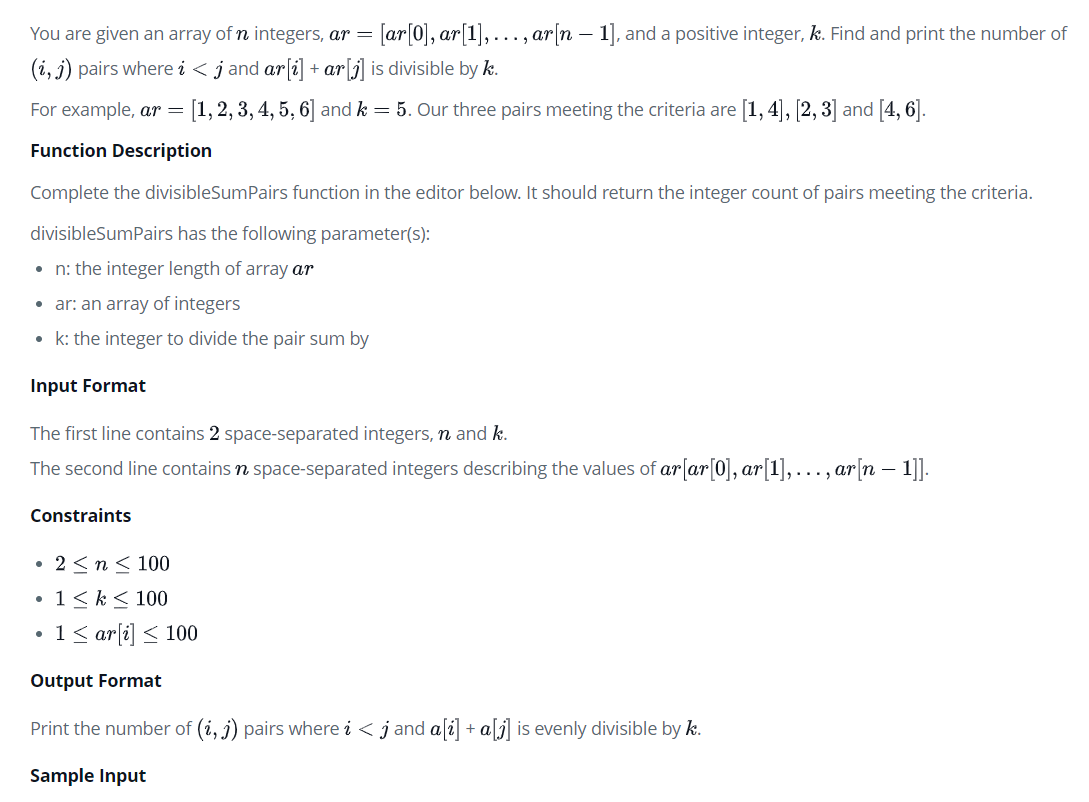 You are given an array of n integers, ar = [ar[0], ar[1], . . . , ar[n − 1], and a positive integer, k. Find and print the number of
(i, j) pairs where i < j and ar[i] + ar[j] is divisible by k.
For example, ar = [1, 2, 3, 4, 5, 6] and k = 5. Our three pairs meeting the criteria are [1, 4], [2, 3] and [4, 6].
Function Description
Complete the divisibleSumPairs function in the editor below. It should return the integer count of pairs meeting the criteria.
divisibleSumPairs has the following parameter(s):
• n: the integer length of array ar
• ar: an array of integers
• k: the integer to divide the pair sum by
Input Format
The first line contains 2 space-separated integers, n and k.
The second line contains n space-separated integers describing the values of ar[ar[0], ar[1], . . . , ar[n − 1]].
Constraints
• 2 ≤ n ≤ 100
• 1 ≤ k ≤ 100
• 1 ≤ ar[i] ≤ 100
Output Format
Print the number of (i, j) pairs where i < j and a[i] + a[j] is evenly divisible by k.
Sample Input